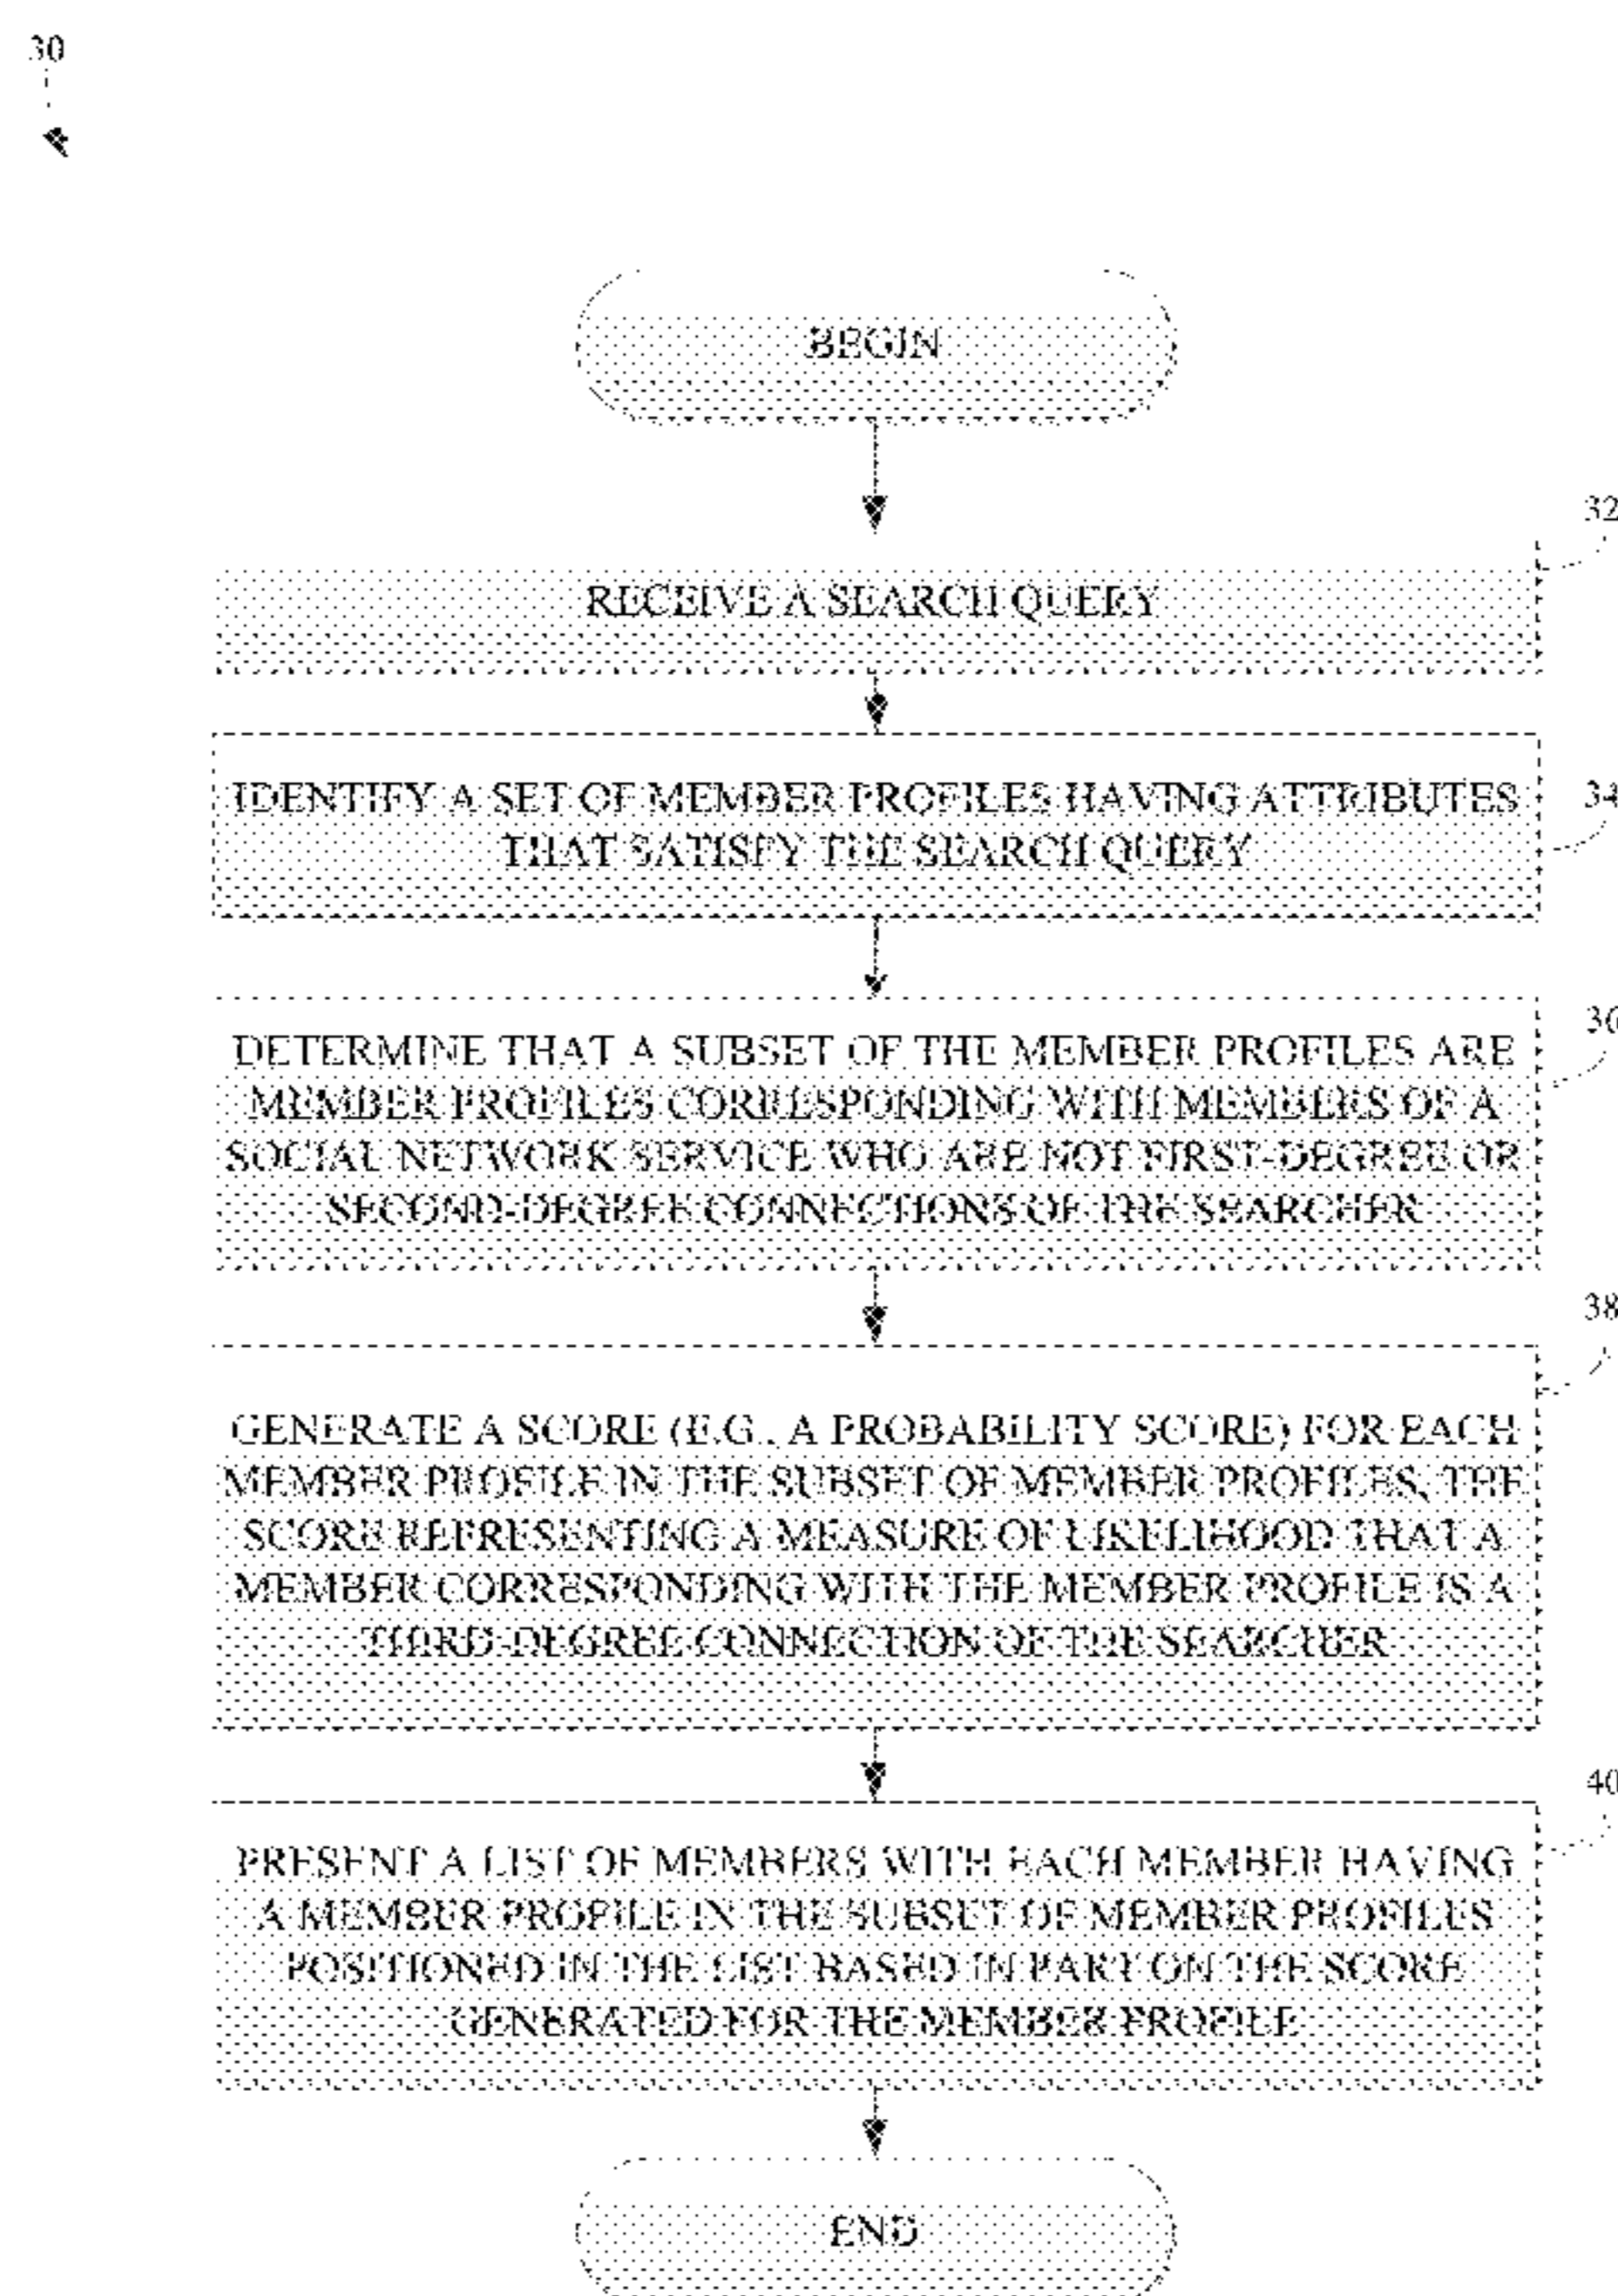 30
BEGIN
32
RECEIVE A SEARCH QUERY
34
IDENTIFY A SET OF MEMBER PROFILES HAVING ATTRIBUTES
THAT SATISFY THE SEARCH QUERY
36
DETERMINE THAT A SUBSET OF THE MEMBER PROFILES ARE
MEMBER PROFILES CORRESPONDING WITH MEMBERS OF A
SOCIAL NETWORK SERVICE WHO ARE NOT FIRST-DEGREE OR
SECOND-DEGREE CONNECTIONS OF THE SEARCHER
38
GENERATE A SCORE (E.G., A PROBABILITY SCORE) FOR EACH
MEMBER PROFILE IN THE SUBSET OF MEMBER PROFILES, THE
SCORE REPRESENTING A MEASURE OF LIKELIHOOD THAT A
MEMBER CORRESPONDING WITH THE MEMBER PROFILE IS A
THIRD-DEGREE CONNECTION OF THE SEARCHER
40
PRESENT A LIST OF MEMBERS WITH EACH MEMBER HAVING
A MEMBER PROFILE IN THE SUBSET OF MEMBER PROFILES
POSITIONED IN THE LIST BASED IN PART ON THE SCORE
GENERATED FOR THE MEMBER PROFILE
END